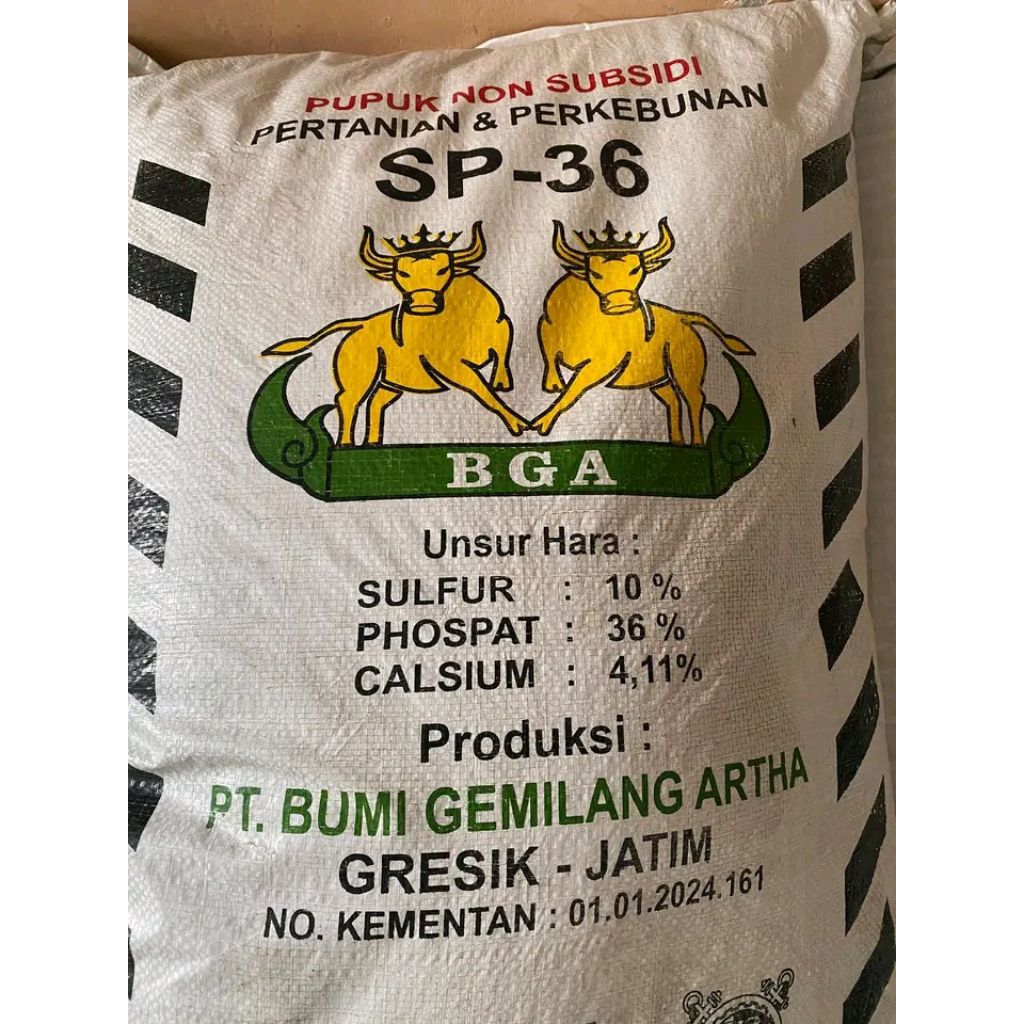 PUPUK NON SUBSIDI
PERTANIAN & PERKEBUNAN
SP-36
BGA
Unsur Hara :
SULFUR : 10 %
PHOSPAT : 36 %
CALSIUM : 4,11%
Produksi :
PT. BUMI GEMILANG ARTHA
GRESIK - JATIM
NO. KEMENTAN : 01.01.2024.161